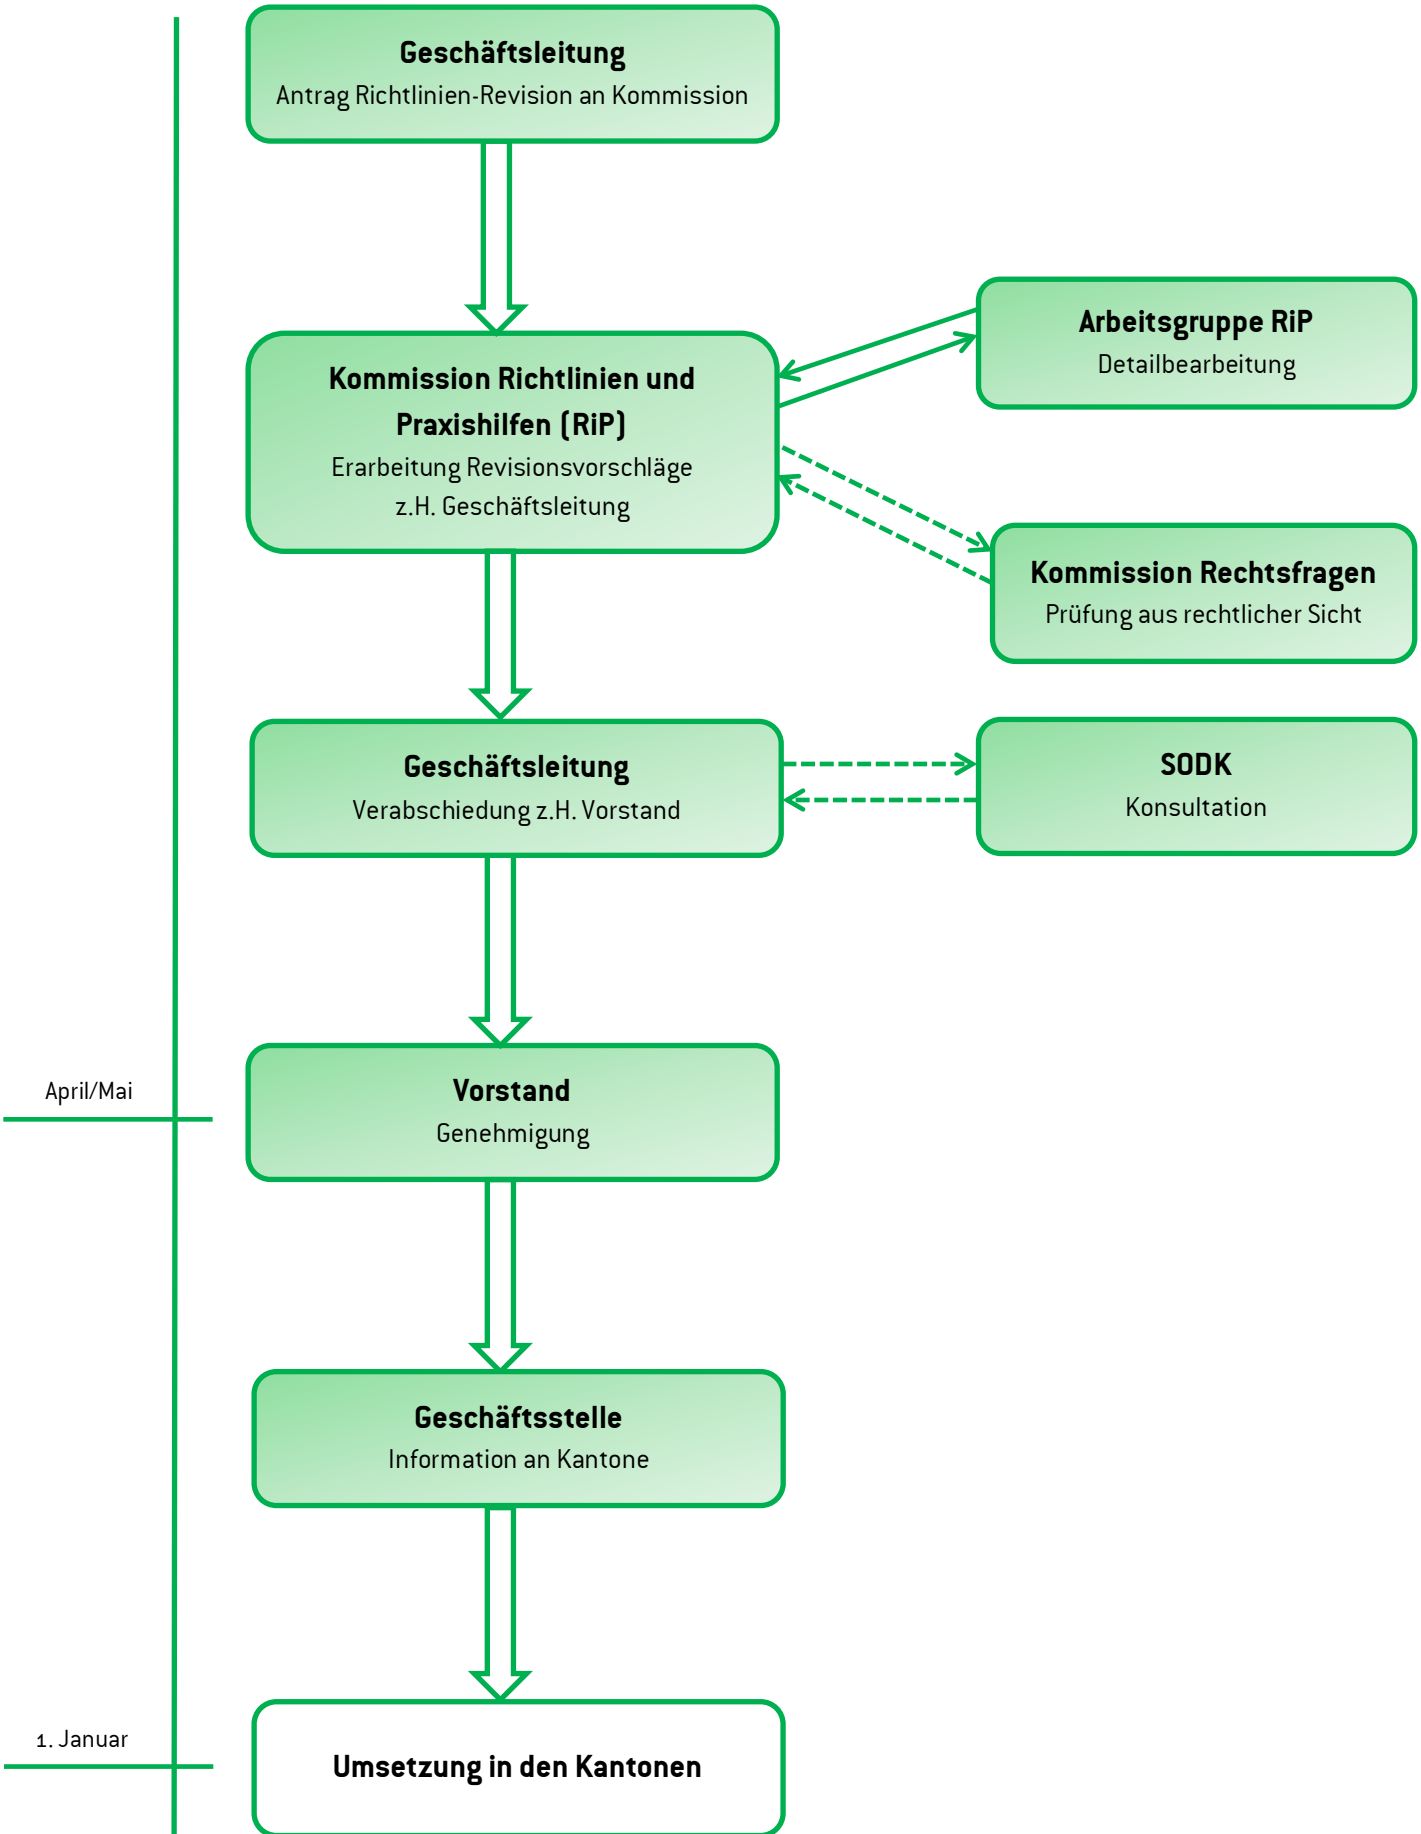 Geschäftsleitung
Antrag Richtlinien-Revision an Kommission
Arbeitsgruppe RiP
Detailbearbeitung
Kommission Richtlinien und
Praxishilfen (RiP)
Erarbeitung Revisionsvorschläge
z.H. Geschäftsleitung
Kommission Rechtsfragen
Prüfung aus rechtlicher Sicht
Geschäftsleitung
Verabschiedung z.H. Vorstand
SODK
Konsultation
April/Mai
Vorstand
Genehmigung
Geschäftsstelle
Information an Kantone
1. Januar
Umsetzung in den Kantonen